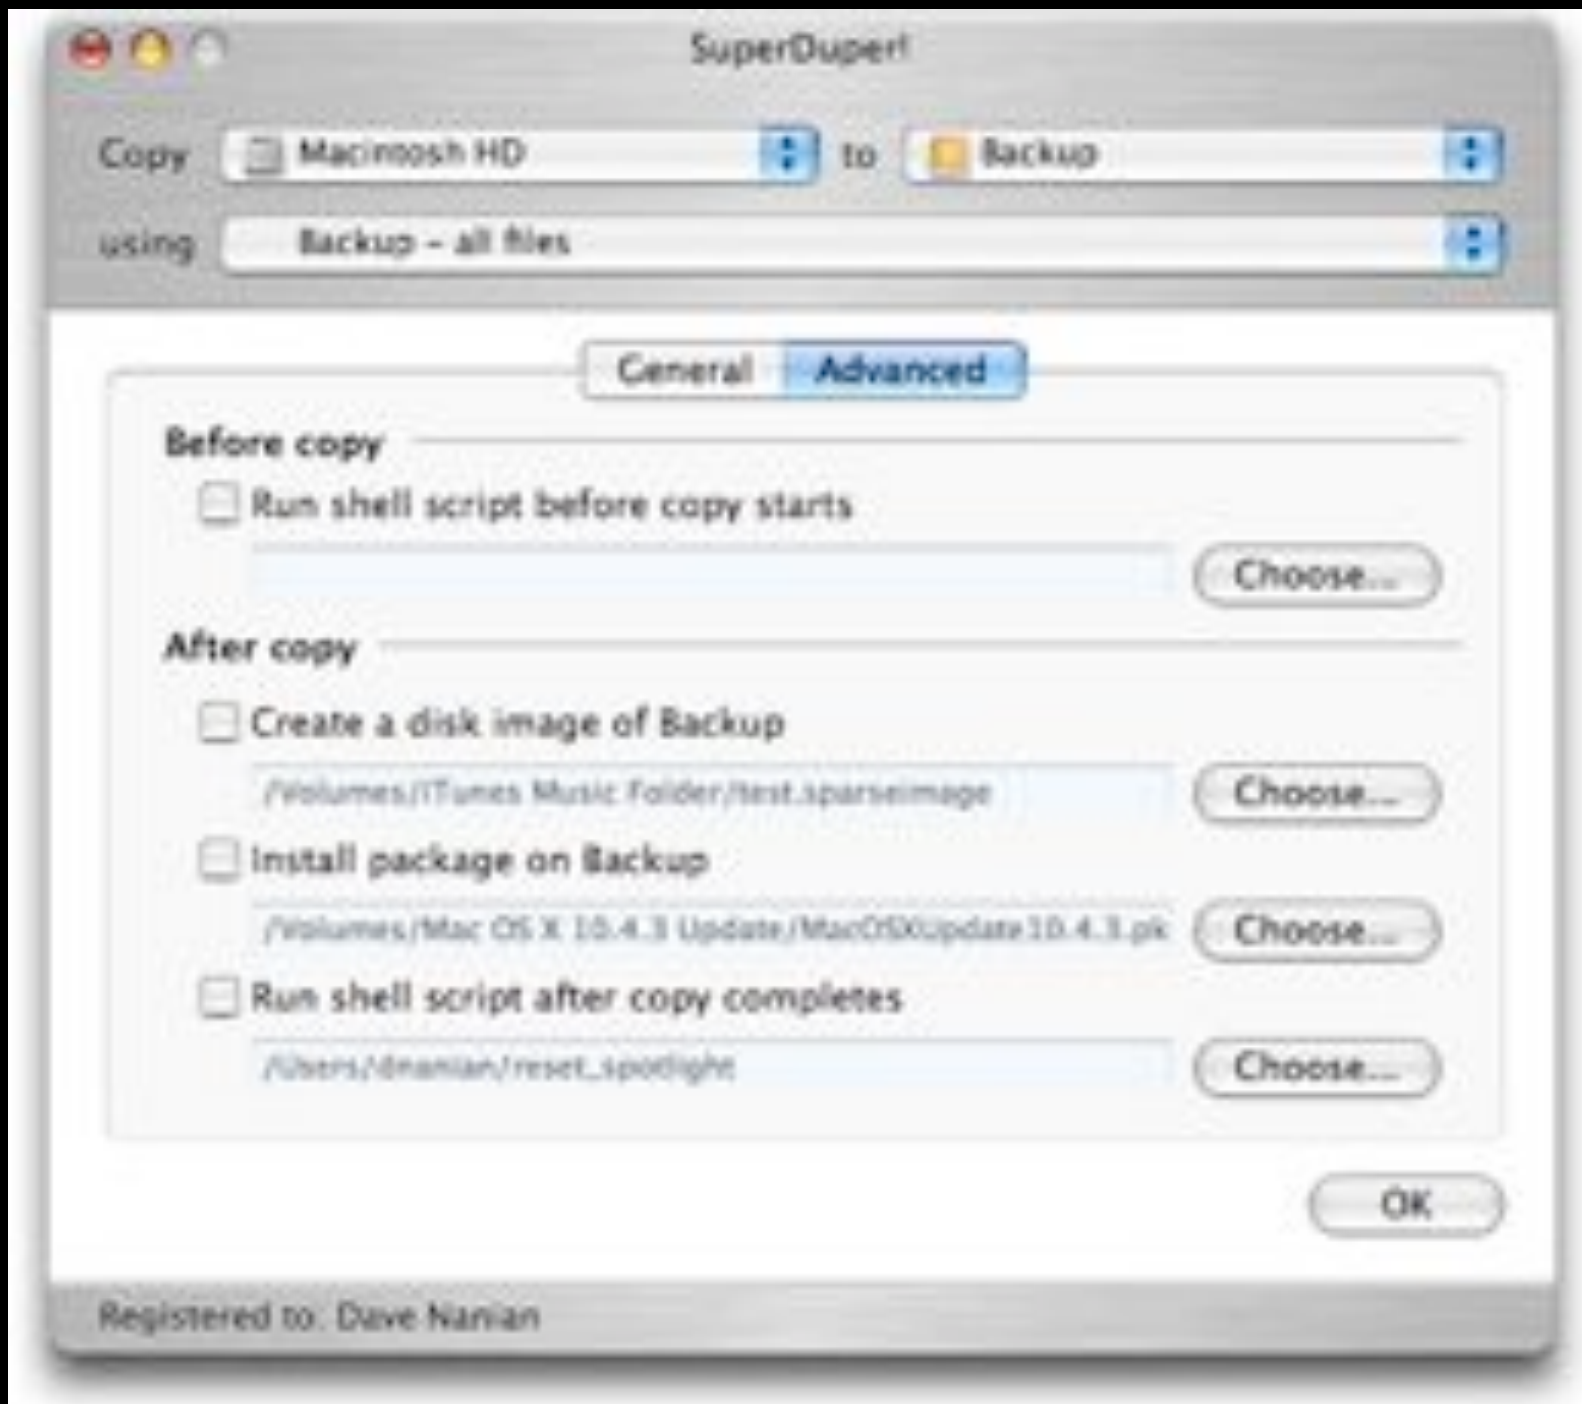 SuperDuper!
Copy Macintosh HD to Backup
using Backup - all files
General Advanced
Before copy
Run shell script before copy starts
Choose...
After copy
Create a disk image of Backup
/Volumes/iTunes Music Folder/test.sparseimage Choose...
Install package on Backup
/Volumes/Mac OS X 10.4.3 Update/MacOSXUpdate10.4.3.pk Choose...
Run shell script after copy completes
/Users/dnanian/reset_spotlight Choose...
OK
Registered to: Dave Nanian